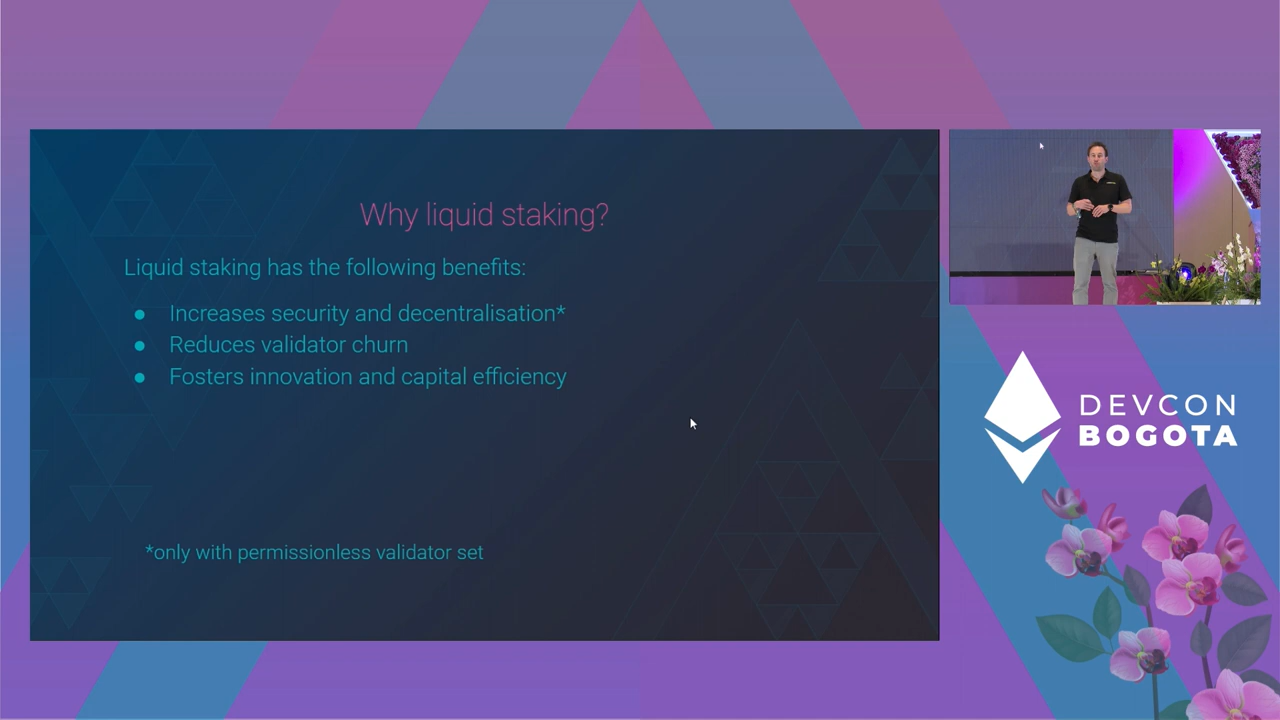 Why liquid staking?
Liquid staking has the following benefits:
● Increases security and decentralisation*
● Reduces validator churn
● Fosters innovation and capital efficiency
*only with permissionless validator set
DEVCON
BOGOTA